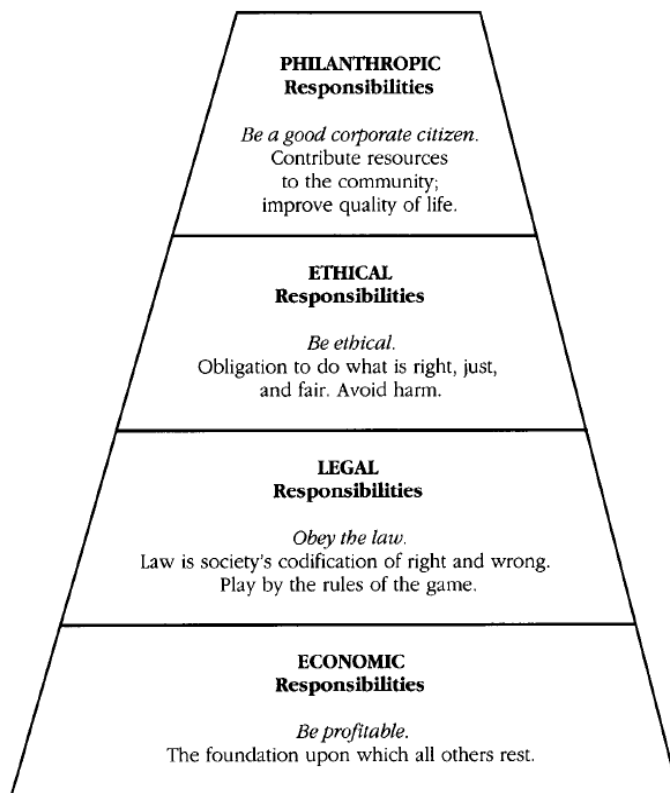 PHILANTHROPIC
Responsibilities
Be a good corporate citizen.
Contribute resources
to the community;
improve quality of life.
ETHICAL
Responsibilities
Be ethical.
Obligation to do what is right, just,
and fair. Avoid harm.
LEGAL
Responsibilities
Obey the law.
Law is society's codification of right and wrong.
Play by the rules of the game.
ECONOMIC
Responsibilities
Be profitable.
The foundation upon which all others rest.